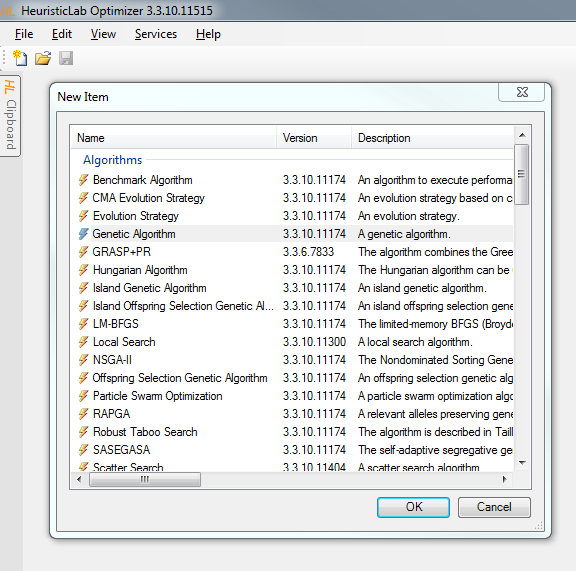 HL HeuristicLab Optimizer 3.3.10.11515
File Edit View Services Help
HL Clipboard
New Item
Name Version Description
Algorithms
Benchmark Algorithm 3.3.10.11174 An algorithm to execute performa
CMA Evolution Strategy 3.3.10.11174 An evolution strategy based on c
Evolution Strategy 3.3.10.11174 An evolution strategy.
Genetic Algorithm 3.3.10.11174 A genetic algorithm.
GRASP+PR 3.3.6.7833 The algorithm combines the Gree
Hungarian Algorithm 3.3.10.11174 The Hungarian algorithm can be
Island Genetic Algorithm 3.3.10.11174 An island genetic algorithm.
Island Offspring Selection Genetic Al... 3.3.10.11174 An island offspring selection gene
LM-BFGS 3.3.10.11174 The limited-memory BFGS (Broyde
Local Search 3.3.10.11300 A local search algorithm.
NSGA-II 3.3.10.11174 The Nondominated Sorting Gene
Offspring Selection Genetic Algorithm 3.3.10.11174 An offspring selection genetic alg
Particle Swarm Optimization 3.3.10.11174 A particle swarm optimization algo
RAPGA 3.3.10.11174 A relevant alleles preserving gene
Robust Taboo Search 3.3.10.11174 The algorithm is described in Taill
SASEGASA 3.3.10.11174 The self-adaptive segregative ge
Scatter Search 3.3.10.11404 A scatter search algorithm
OK Cancel